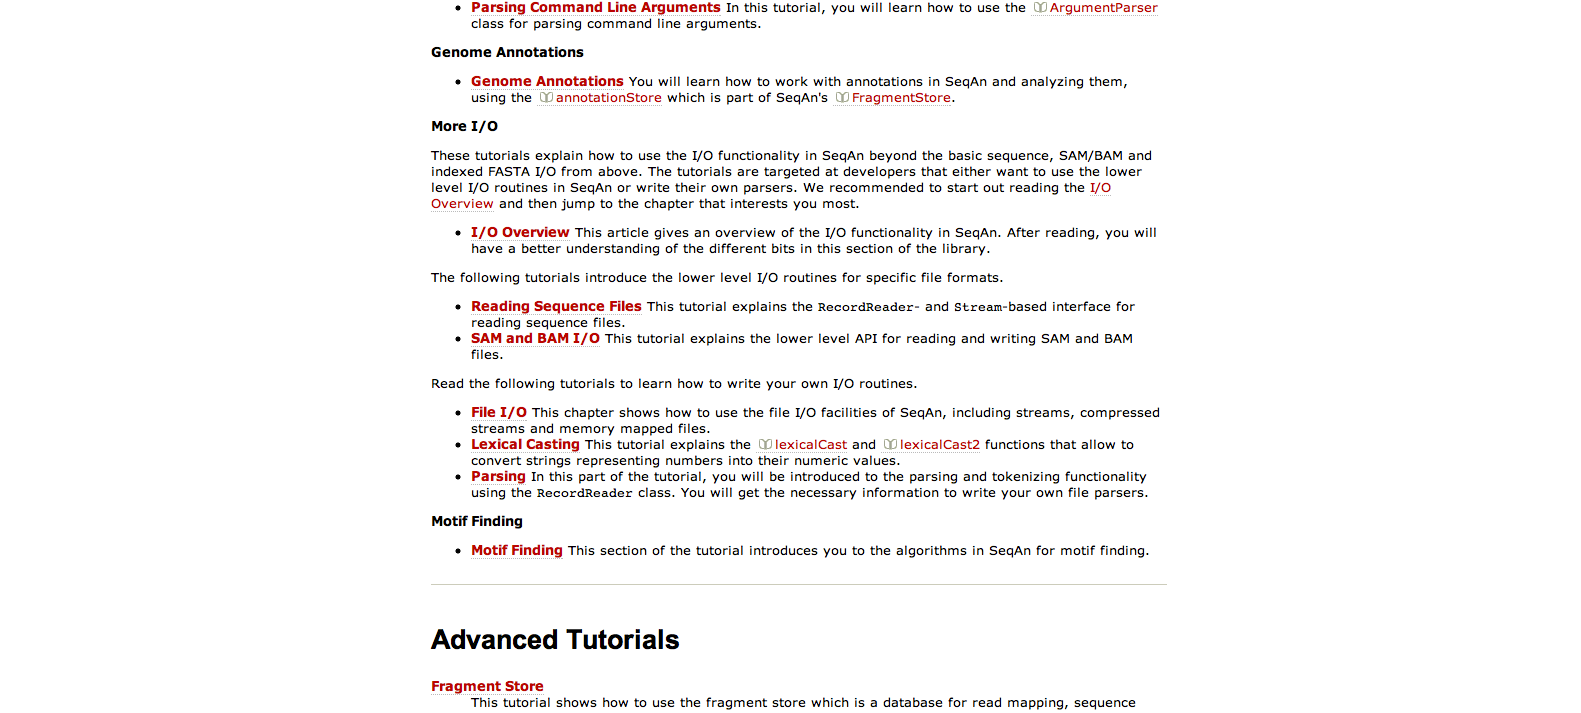 Parsing Command Line Arguments In this tutorial, you will learn how to use the ArgumentParser
class for parsing command line arguments.
Genome Annotations
Genome Annotations You will learn how to work with annotations in SeqAn and analyzing them,
using the annotationStore which is part of SeqAn's FragmentStore.
More I/O
These tutorials explain how to use the I/O functionality in SeqAn beyond the basic sequence, SAM/BAM and
indexed FASTA I/O from above. The tutorials are targeted at developers that either want to use the lower
level I/O routines in SeqAn or write their own parsers. We recommended to start out reading the I/O
Overview and then jump to the chapter that interests you most.
I/O Overview This article gives an overview of the I/O functionality in SeqAn. After reading, you will
have a better understanding of the different bits in this section of the library.
The following tutorials introduce the lower level I/O routines for specific file formats.
Reading Sequence Files This tutorial explains the RecordReader- and Stream-based interface for
reading sequence files.
SAM and BAM I/O This tutorial explains the lower level API for reading and writing SAM and BAM
files.
Read the following tutorials to learn how to write your own I/O routines.
File I/O This chapter shows how to use the file I/O facilities of SeqAn, including streams, compressed
streams and memory mapped files.
Lexical Casting This tutorial explains the lexicalCast and lexicalCast2 functions that allow to
convert strings representing numbers into their numeric values.
Parsing In this part of the tutorial, you will be introduced to the parsing and tokenizing functionality
using the RecordReader class. You will get the necessary information to write your own file parsers.
Motif Finding
Motif Finding This section of the tutorial introduces you to the algorithms in SeqAn for motif finding.
Advanced Tutorials
Fragment Store
This tutorial shows how to use the fragment store which is a database for read mapping, sequence